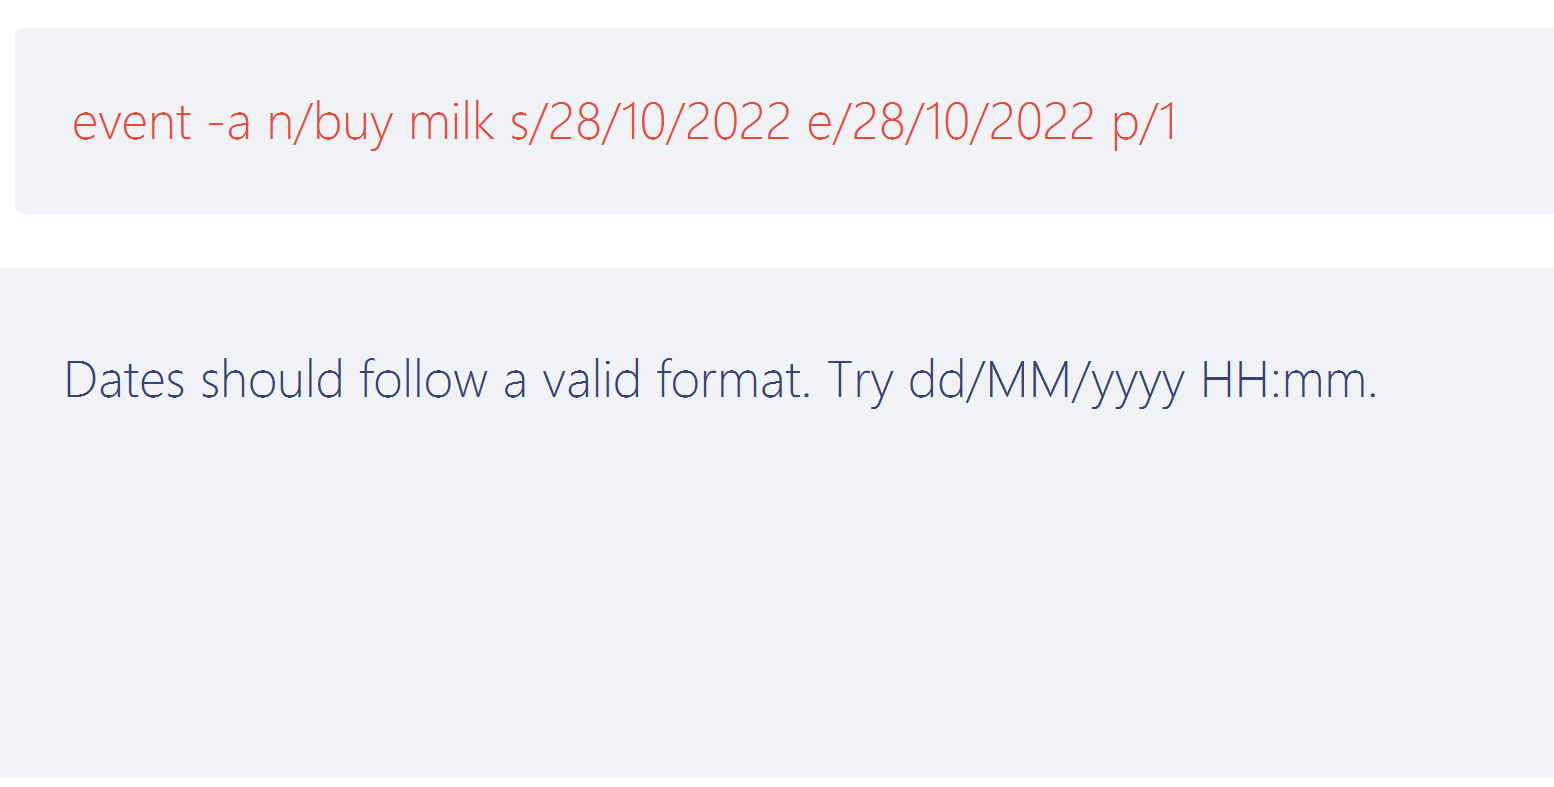 event -a n/buy milk s/28/10/2022 e/28/10/2022 p/1
Dates should follow a valid format. Try dd/MM/yyyy HH:mm.